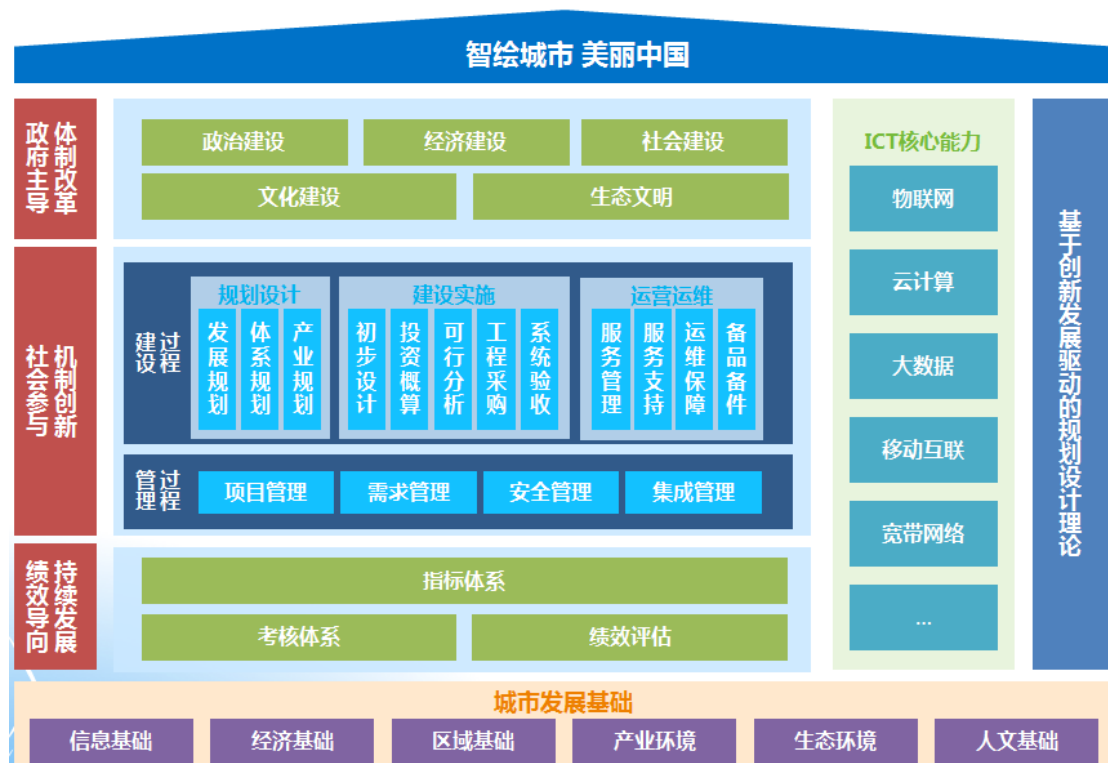 智绘城市 美丽中国
政府主导
体制改革
政治建设
经济建设
社会建设
文化建设
生态文明
社会参与
机制创新
建设
过程
规划设计
发展规划
体系规划
产业规划
建设实施
初步设计
投资概算
可行分析
工程采购
系统验收
运营运维
服务管理
服务支持
运维保障
备品备件
管理
过程
项目管理
需求管理
安全管理
集成管理
绩效导向
持续发展
指标体系
考核体系
绩效评估
ICT核心能力
物联网
云计算
大数据
移动互联
宽带网络
...
基于创新发展驱动的规划设计理论
城市发展基础
信息基础
经济基础
区域基础
产业环境
生态环境
人文基础